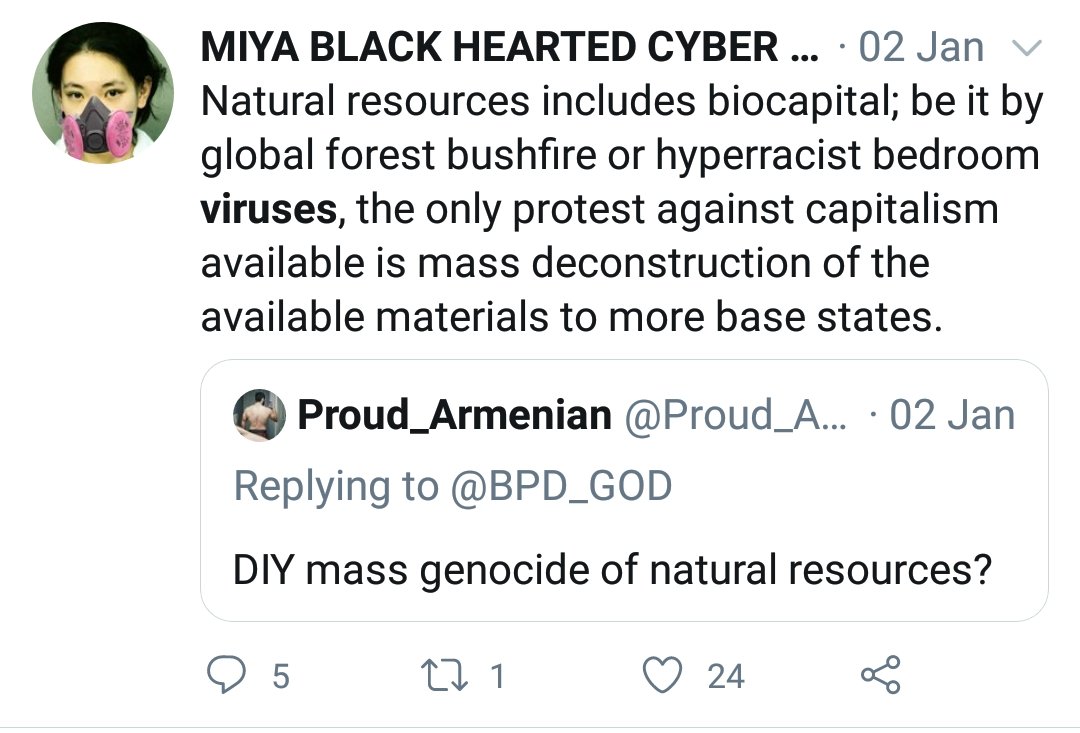 MIYA BLACK HEARTED CYBER ... · 02 Jan
Natural resources includes biocapital; be it by
global forest bushfire or hyperracist bedroom
viruses, the only protest against capitalism
available is mass deconstruction of the
available materials to more base states.
Proud_Armenian @Proud_A... · 02 Jan
Replying to @BPD_GOD
DIY mass genocide of natural resources?
5 1 24